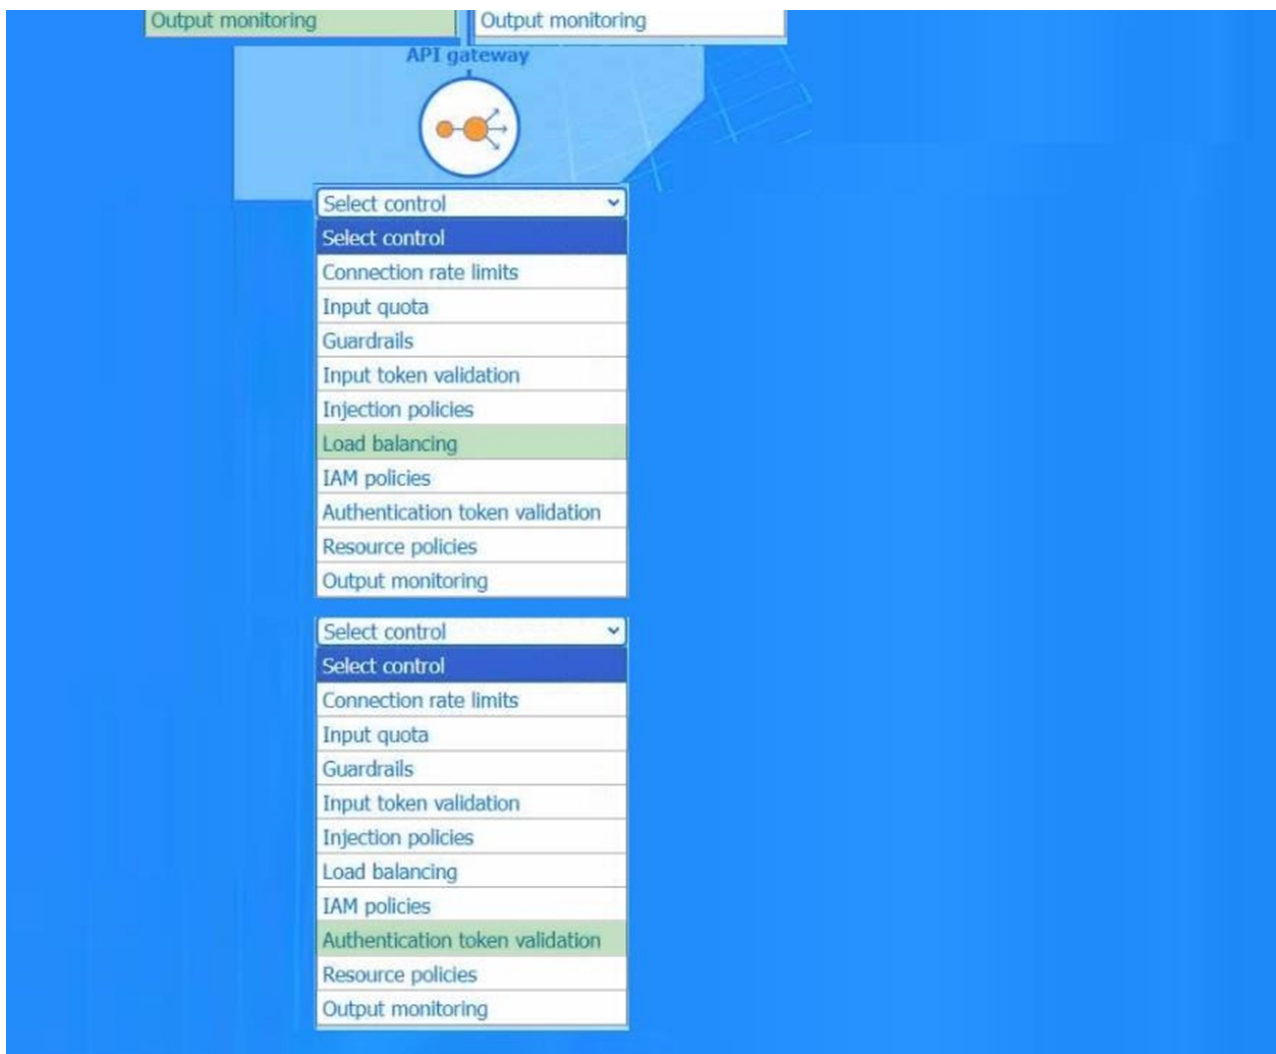 Output monitoring
Output monitoring
API gateway
Select control
Select control
Connection rate limits
Input quota
Guardrails
Input token validation
Injection policies
Load balancing
IAM policies
Authentication token validation
Resource policies
Output monitoring
Select control
Select control
Connection rate limits
Input quota
Guardrails
Input token validation
Injection policies
Load balancing
IAM policies
Authentication token validation
Resource policies
Output monitoring